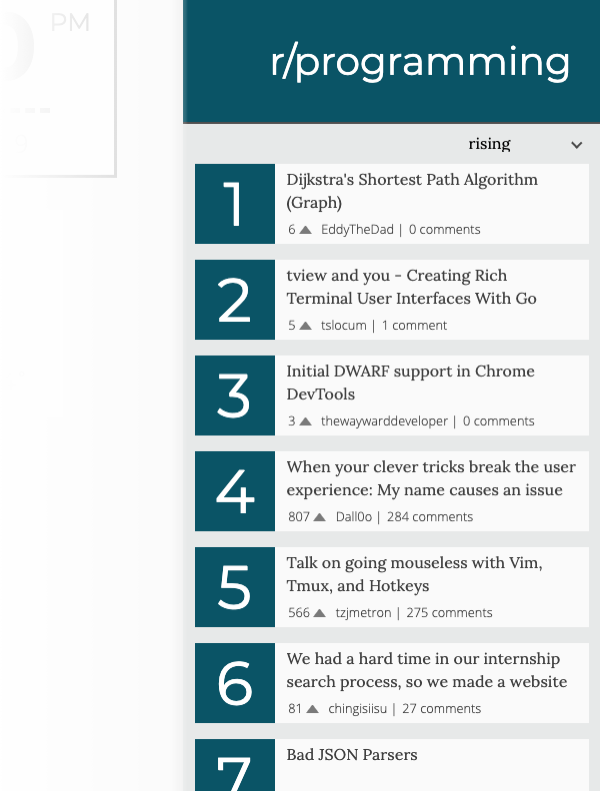 PM
r/programming
rising
1
Dijkstra's Shortest Path Algorithm
(Graph)
6 ▲ EddyTheDad | 0 comments
2
tview and you - Creating Rich
Terminal User Interfaces With Go
5 ▲ tslocum | 1 comment
3
Initial DWARF support in Chrome
DevTools
3 ▲ thewaywarddeveloper | 0 comments
4
When your clever tricks break the user
experience: My name causes an issue
807 ▲ Dall0o | 284 comments
5
Talk on going mouseless with Vim,
Tmux, and Hotkeys
566 ▲ tzjmetron | 275 comments
6
We had a hard time in our internship
search process, so we made a website
81 ▲ chingisiisu | 27 comments
7
Bad JSON Parsers